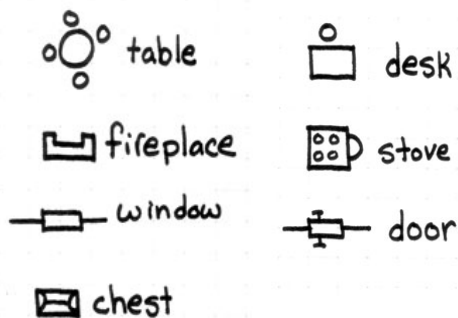 table
desk
fireplace
stove
window
door
chest